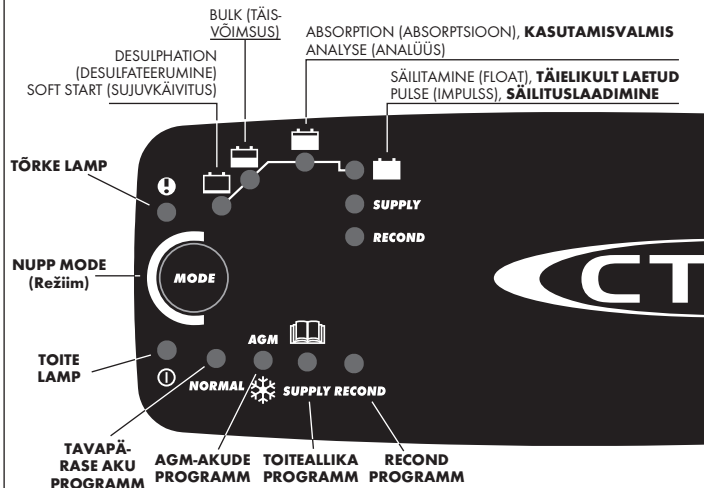 BULK (TÄIS-
VÕIMSUS)
ABSORPTION (ABSORPTSIOON), KASUTAMISVALMIS
ANALYSE (ANALÜÜS)
DESULPHATION
(DESULFATEERUMINE)
SOFT START (SUJUVKÄIVITUS)
SÄILITAMINE (FLOAT), TÄIELIKULT LAETUD
PULSE (IMPULSS), SÄILITUSLAADIMINE
TÕRKE LAMP
SUPPLY
RECOND
NUPP MODE
(Režiim)
MODE
CT
TOITE
LAMP
AGM
NORMAL
SUPPLY RECOND
TAVAPÄ-
RASE AKU
PROGRAMM
AGM-AKUDE
PROGRAMM
TOITEALLIKA
PROGRAMM
RECOND
PROGRAMM